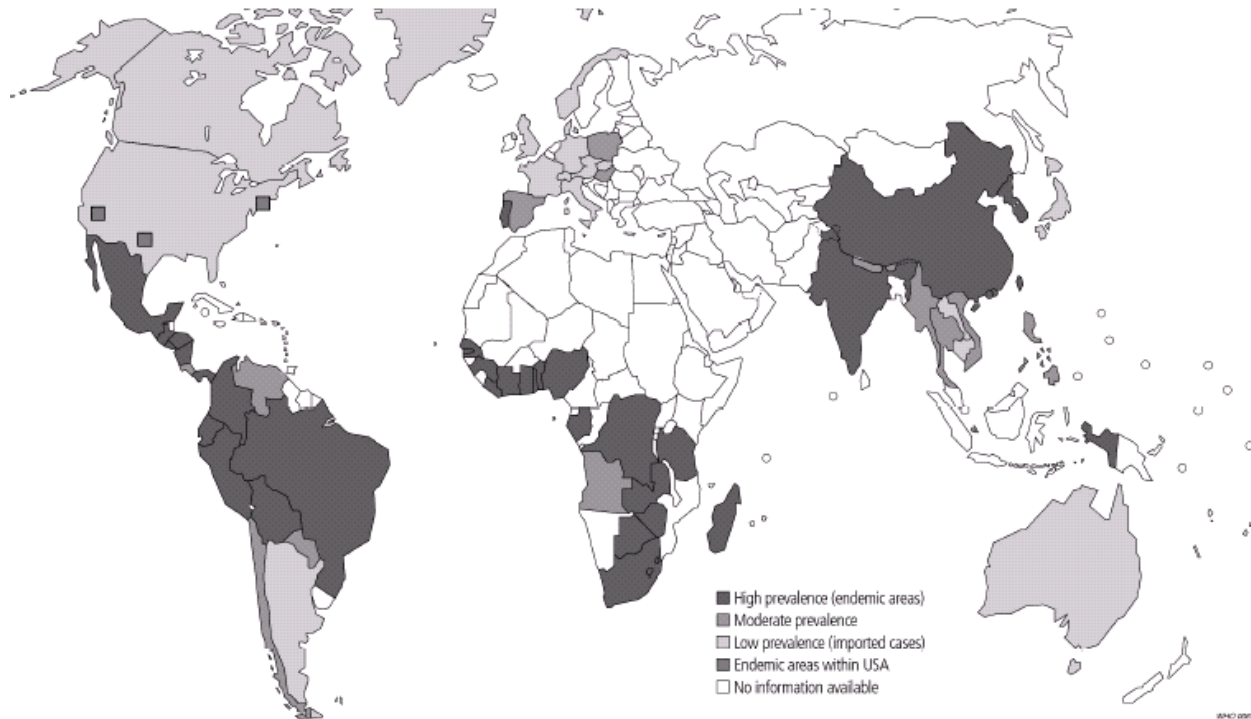 High prevalence (endemic areas)
Moderate prevalence
Low prevalence (imported cases)
Endemic areas within USA
No information available